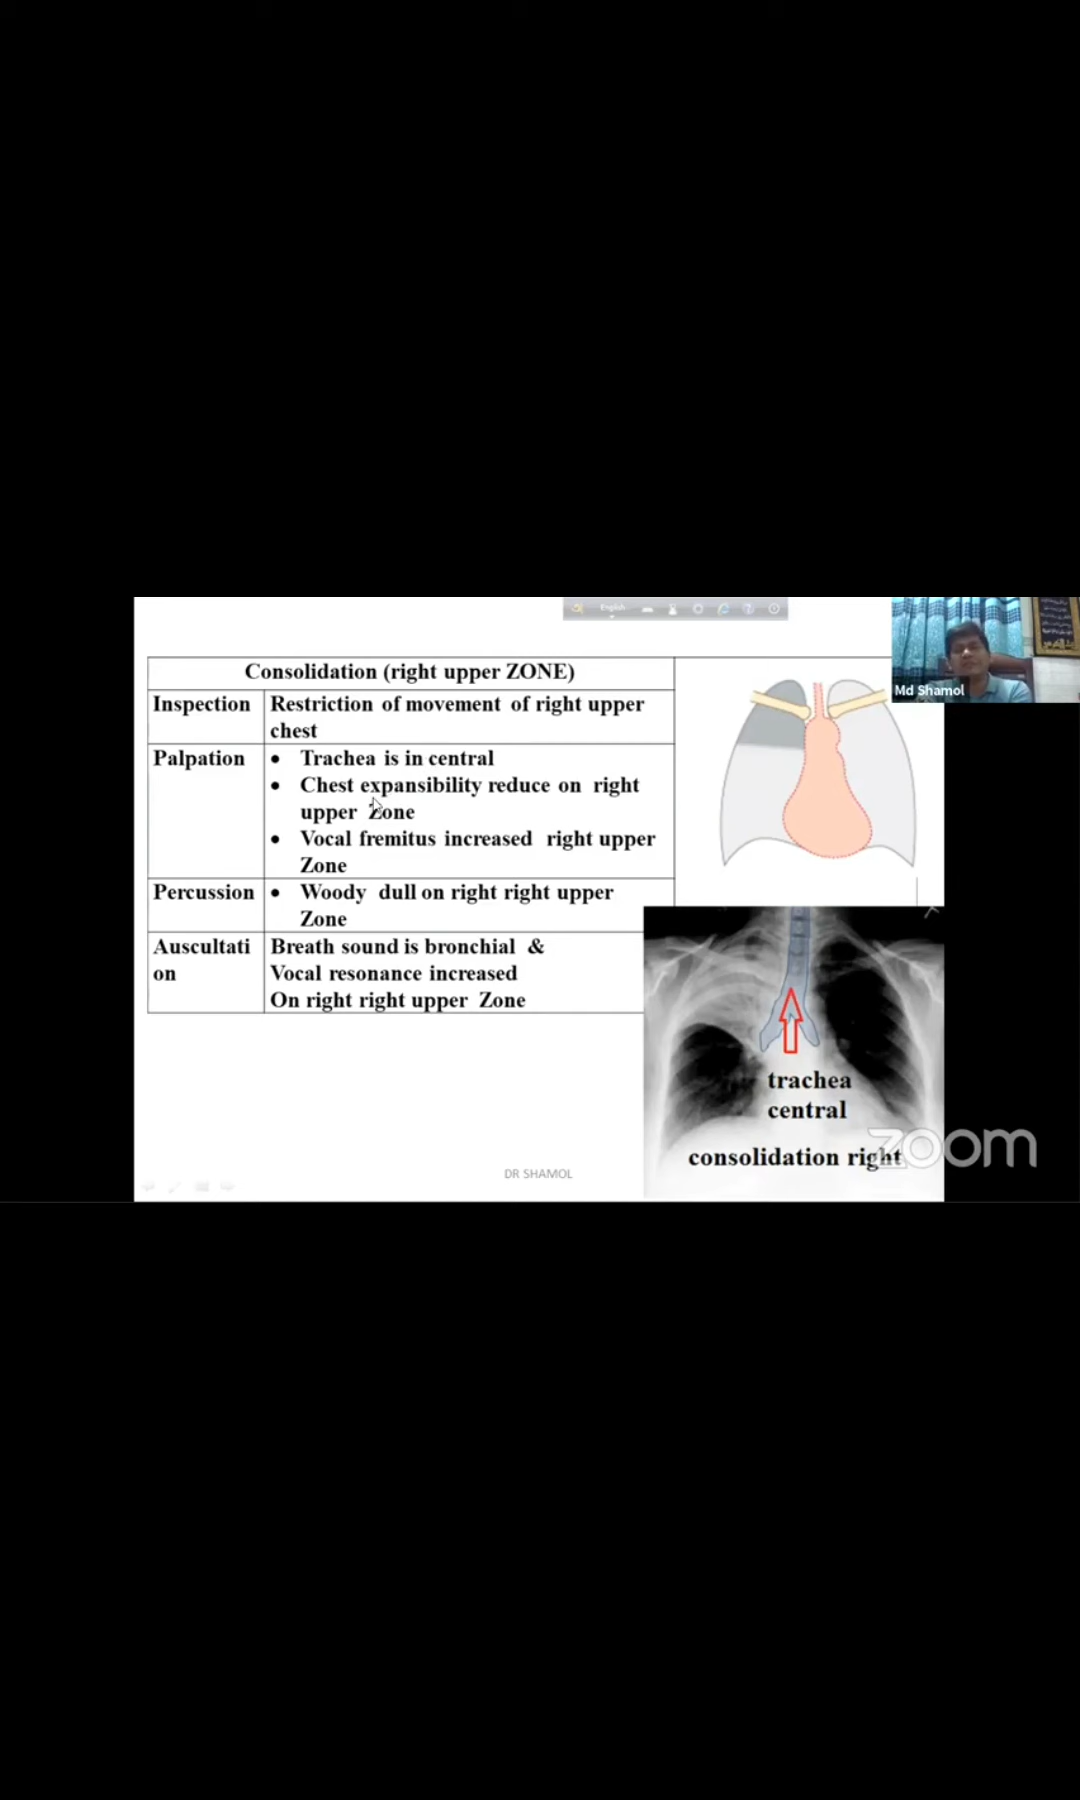 English
Md Shamol
Consolidation (right upper ZONE)
Inspection
Restriction of movement of right upper
chest
Palpation
• Trachea is in central
• Chest expansibility reduce on right
upper Zone
• Vocal fremitus increased right upper
Zone
Percussion
• Woody dull on right right upper
Zone
Auscultati
on
Breath sound is bronchial &
Vocal resonance increased
On right right upper Zone
trachea
central
consolidation right
zoom
DR SHAMOL